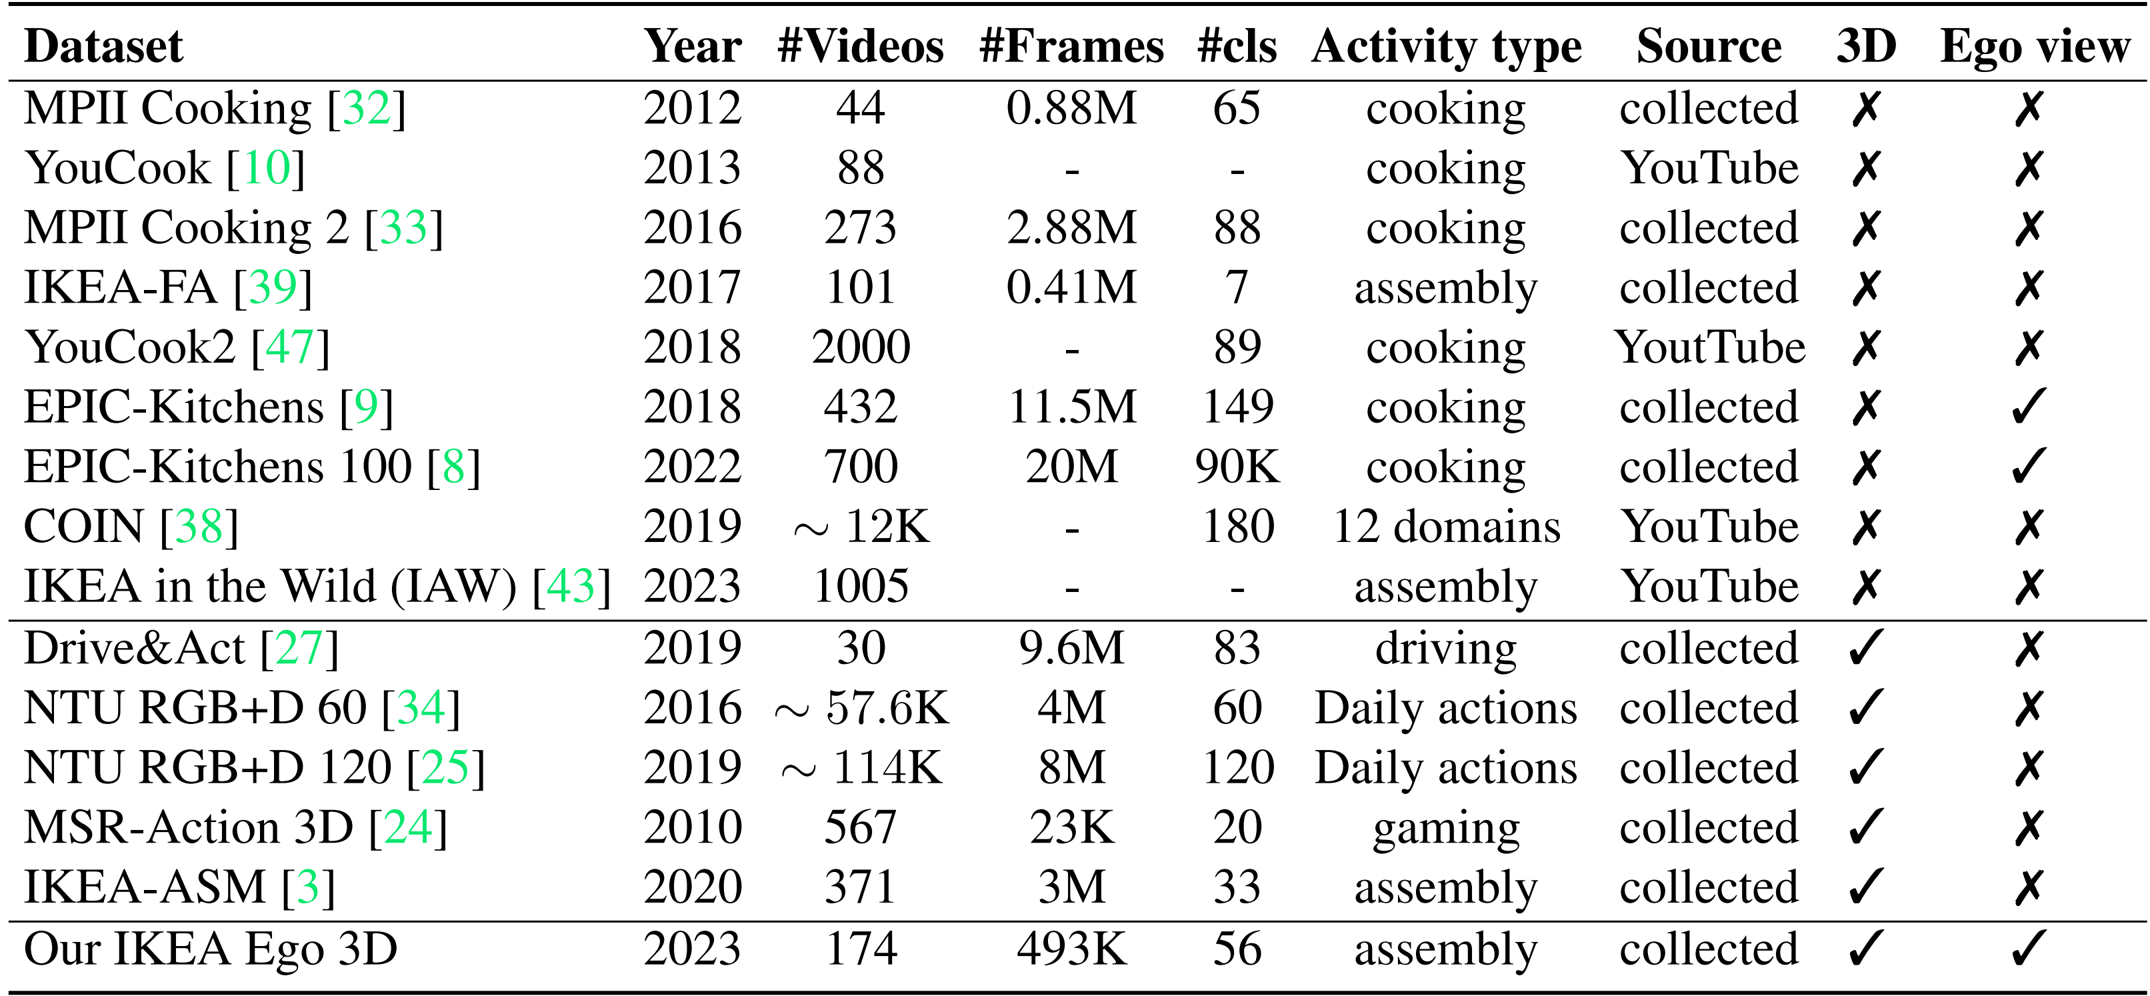 Dataset Year #Videos #Frames #cls Activity type Source 3D Ego view
MPII Cooking [32] 2012 44 0.88M 65 cooking collected ✗ ✗
YouCook [10] 2013 88 - - cooking YouTube ✗ ✗
MPII Cooking 2 [33] 2016 273 2.88M 88 cooking collected ✗ ✗
IKEA-FA [39] 2017 101 0.41M 7 assembly collected ✗ ✗
YouCook2 [47] 2018 2000 - 89 cooking YoutTube ✗ ✗
EPIC-Kitchens [9] 2018 432 11.5M 149 cooking collected ✗ ✓
EPIC-Kitchens 100 [8] 2022 700 20M 90K cooking collected ✗ ✓
COIN [38] 2019 ∼ 12K - 180 12 domains YouTube ✗ ✗
IKEA in the Wild (IAW) [43] 2023 1005 - - assembly YouTube ✗ ✗
Drive&Act [27] 2019 30 9.6M 83 driving collected ✓ ✗
NTU RGB+D 60 [34] 2016 ∼ 57.6K 4M 60 Daily actions collected ✓ ✗
NTU RGB+D 120 [25] 2019 ∼ 114K 8M 120 Daily actions collected ✓ ✗
MSR-Action 3D [24] 2010 567 23K 20 gaming collected ✓ ✗
IKEA-ASM [3] 2020 371 3M 33 assembly collected ✓ ✗
Our IKEA Ego 3D 2023 174 493K 56 assembly collected ✓ ✓